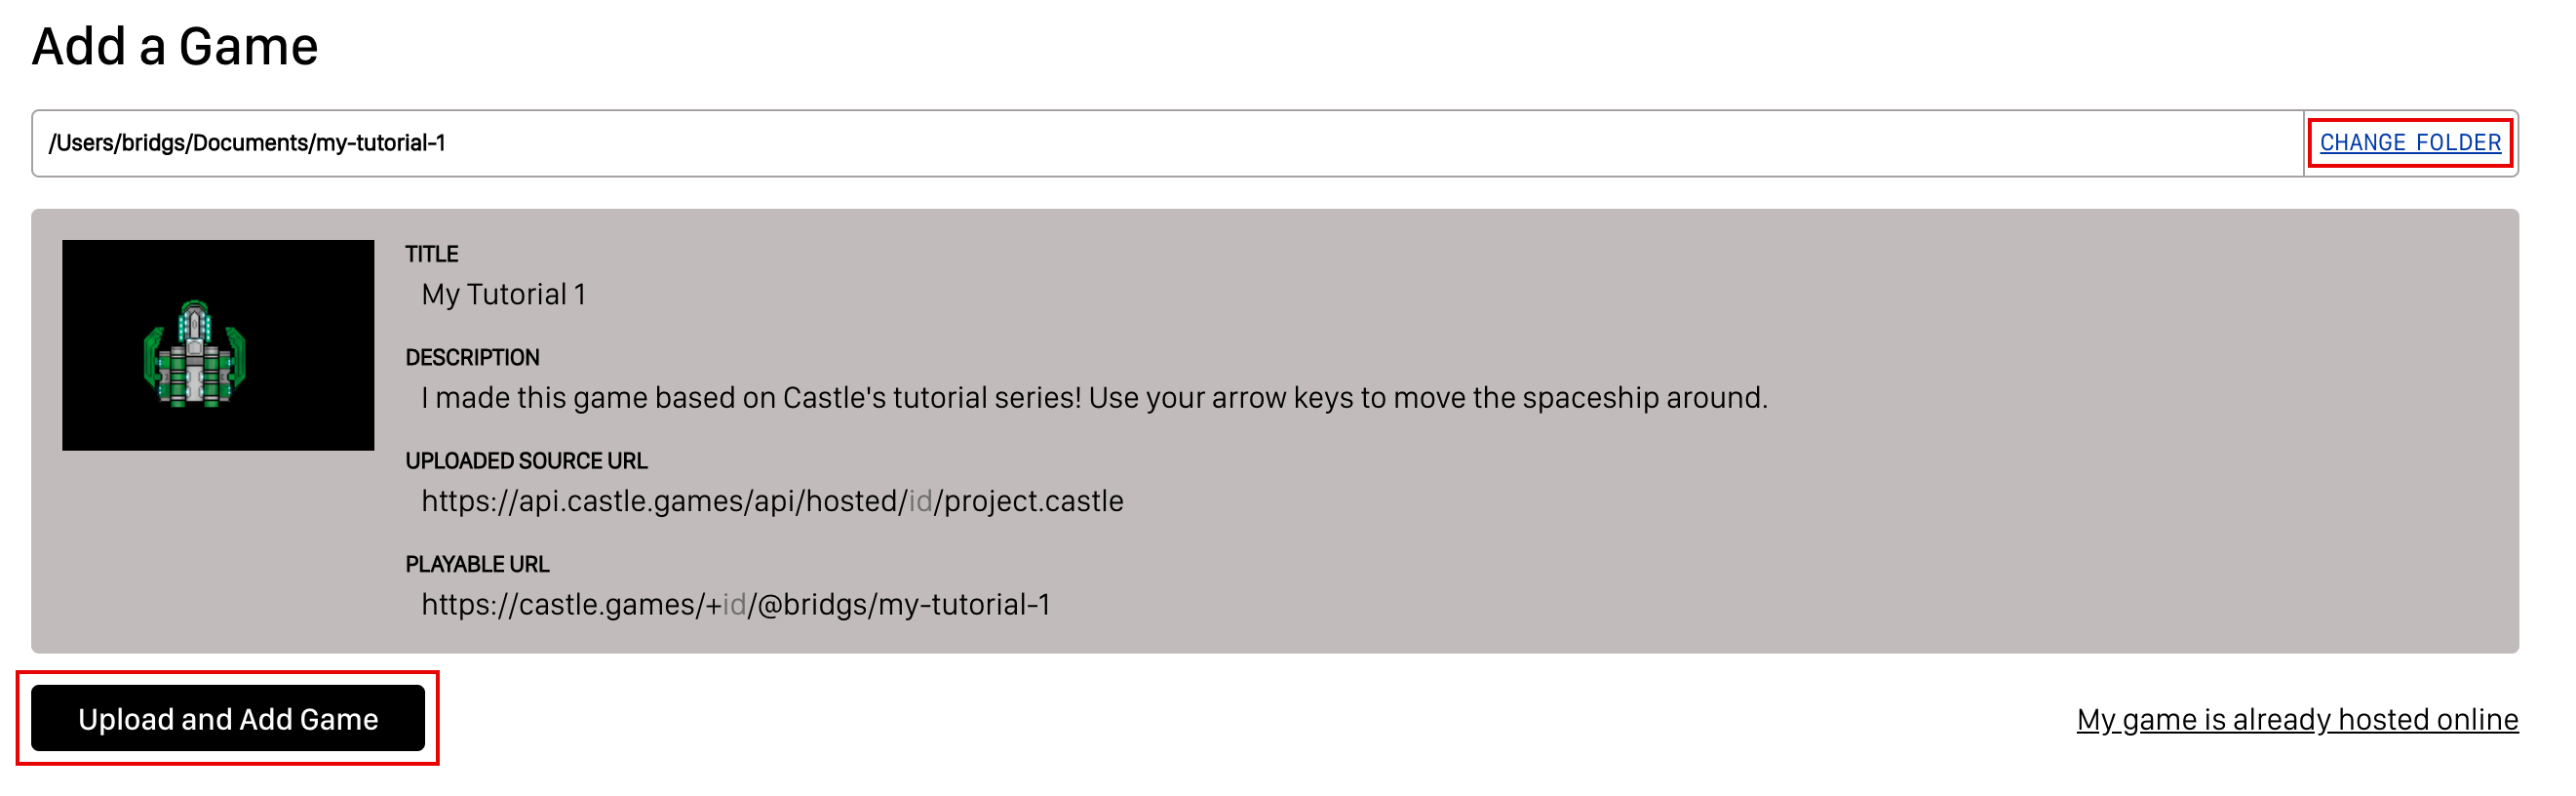 Add a Game
/Users/bridgs/Documents/my-tutorial-1
CHANGE FOLDER
TITLE
My Tutorial 1
DESCRIPTION
I made this game based on Castle's tutorial series! Use your arrow keys to move the spaceship around.
UPLOADED SOURCE URL
https://api.castle.games/api/hosted/id/project.castle
PLAYABLE URL
https://castle.games/+id/@bridgs/my-tutorial-1
Upload and Add Game
My game is already hosted online